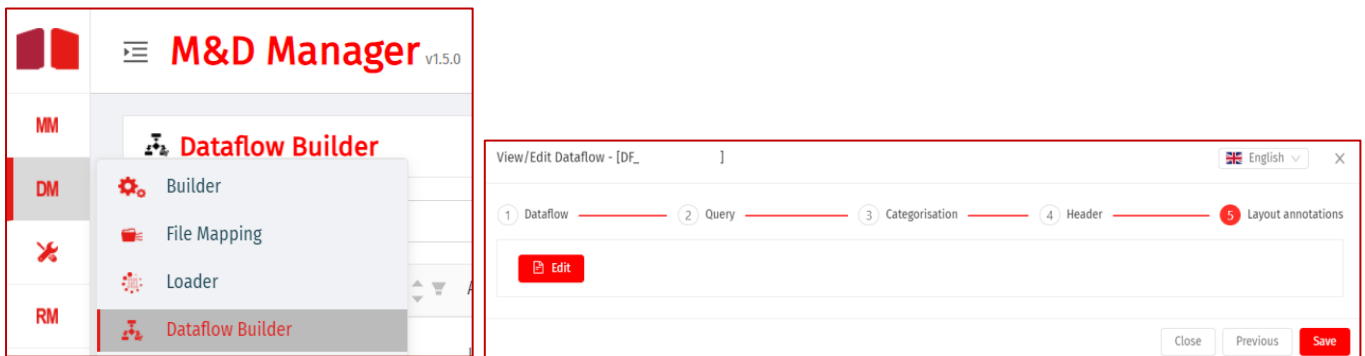 M&D Manager v1.5.0
MM
Dataflow Builder
DM
Builder
File Mapping
Loader
RM
Dataflow Builder
View/Edit Dataflow - [DF_ ]
English
1 Dataflow
2 Query
3 Categorisation
4 Header
5 Layout annotations
Edit
Close
Previous
Save